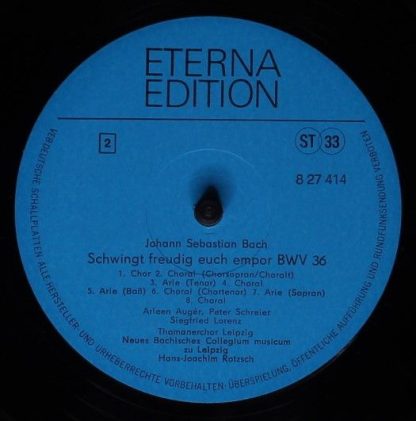 ETERNA
EDITION
2
ST 33
8 27 414
Johann Sebastian Bach
Schwingt freudig euch empor BWV 36
1. Chor 2. Choral (Chorsopran/Choralt)
3. Arie (Tenor) 4. Choral
5. Arie (Baß) 6. Choral (Chortenor) 7. Arie (Sopran)
8. Choral
Arleen Augér, Peter Schreier
Siegfried Lorenz
Thomanerchor Leipzig
Neues Bachisches Collegium musicum
zu Leipzig
Hans-Joachim Rotzsch
VEB DEUTSCHE SCHALLPLATTEN · ALLE HERSTELLER- UND URHEBERRECHTE VORBEHALTEN · ÜBERSPIELUNG, ÖFFENTLICHE AUFFÜHRUNG UND RUNDFUNKSENDUNG VERBOTEN